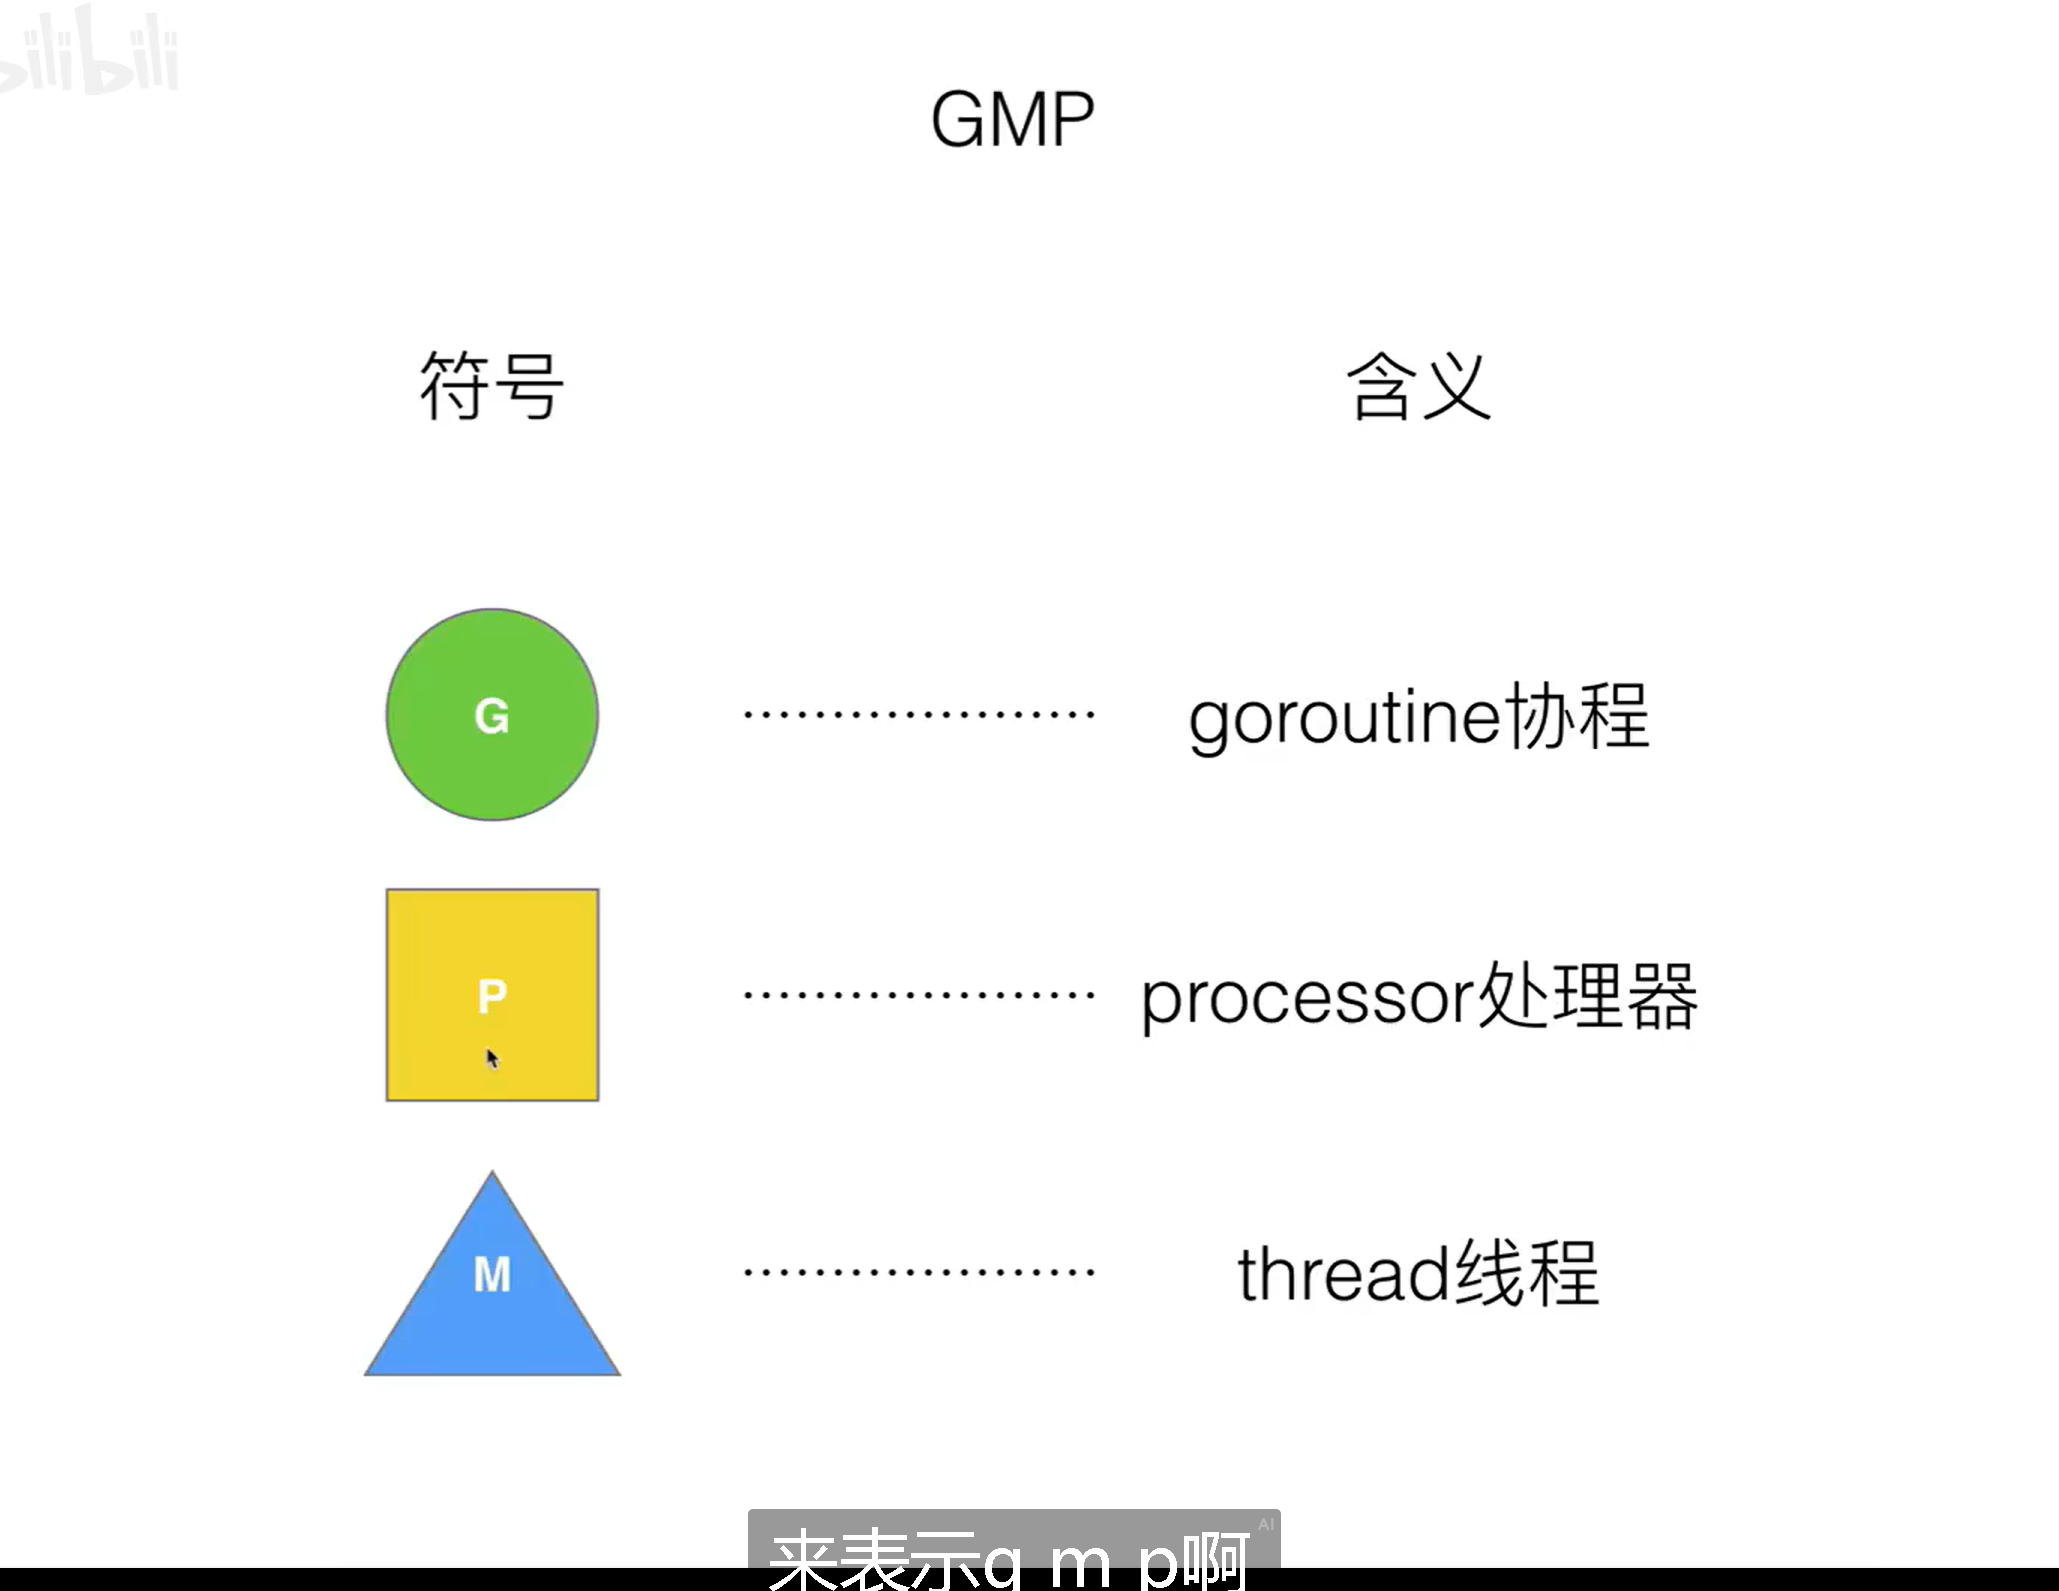 bilibili
GMP
符号 含义
G goroutine协程
P processor处理器
M thread线程
AI
来表示g m p啊